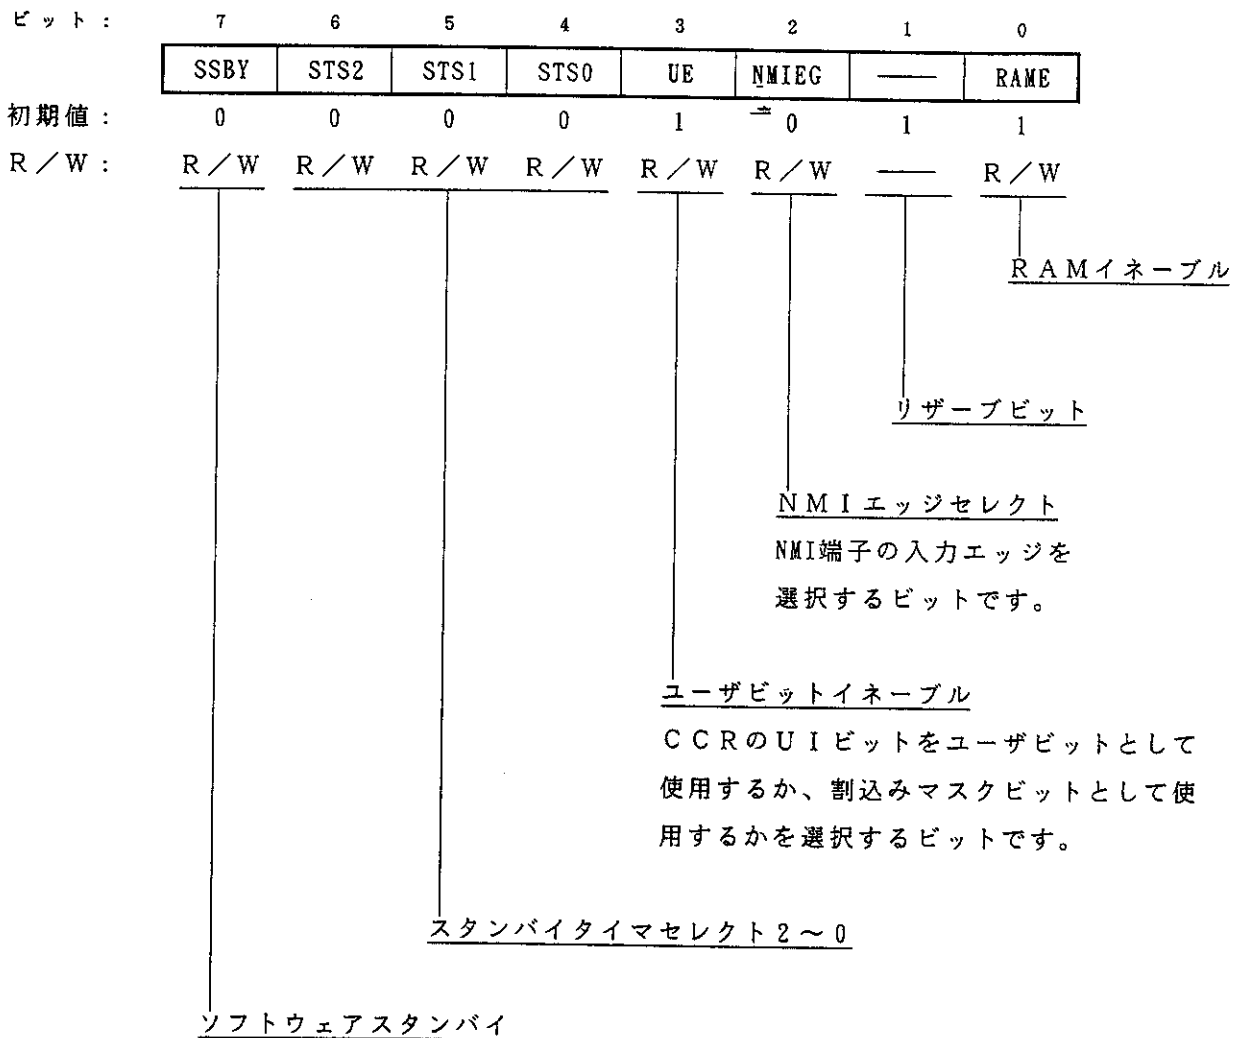 ビット： 7 6 5 4 3 2 1 0
SSBY STS2 STS1 STS0 UE NMIEG —— RAME
初期値： 0 0 0 0 1 0 1 1
R／W： R／W R／W R／W R／W R／W R／W —— R／W
RAMイネーブル
リザーブビット
NMIエッジセレクト
NMI端子の入力エッジを
選択するビットです。
ユーザビットイネーブル
CCRのUIビットをユーザビットとして
使用するか、割込みマスクビットとして使
用するかを選択するビットです。
スタンバイタイマセレクト2～0
ソフトウェアスタンバイ